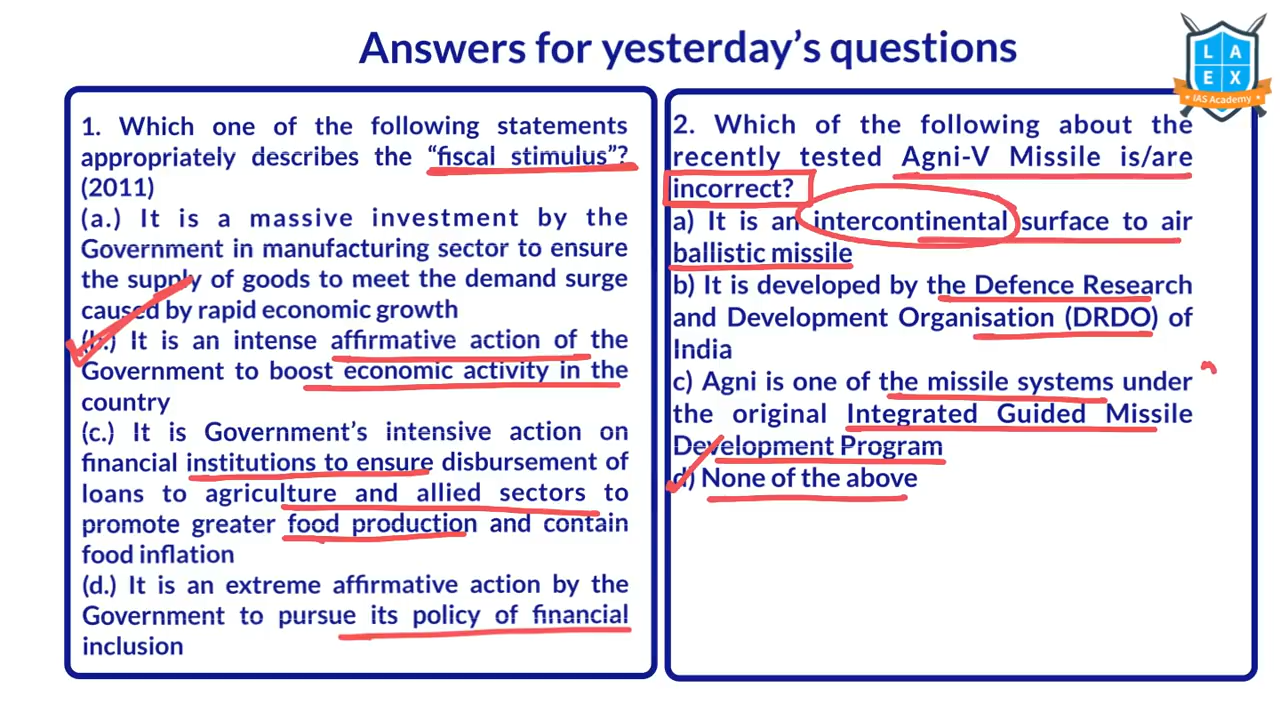 Answers for yesterday's questions
L A
E X
IAS Academy
1. Which one of the following statements
appropriately describes the “fiscal stimulus”?
(2011)
(a.) It is a massive investment by the
Government in manufacturing sector to ensure
the supply of goods to meet the demand surge
caused by rapid economic growth
(b.) It is an intense affirmative action of the
Government to boost economic activity in the
country
(c.) It is Government's intensive action on
financial institutions to ensure disbursement of
loans to agriculture and allied sectors to
promote greater food production and contain
food inflation
(d.) It is an extreme affirmative action by the
Government to pursue its policy of financial
inclusion
2. Which of the following about the
recently tested Agni-V Missile is/are
incorrect?
a) It is an intercontinental surface to air
ballistic missile
b) It is developed by the Defence Research
and Development Organisation (DRDO) of
India
c) Agni is one of the missile systems under
the original Integrated Guided Missile
Development Program
d) None of the above